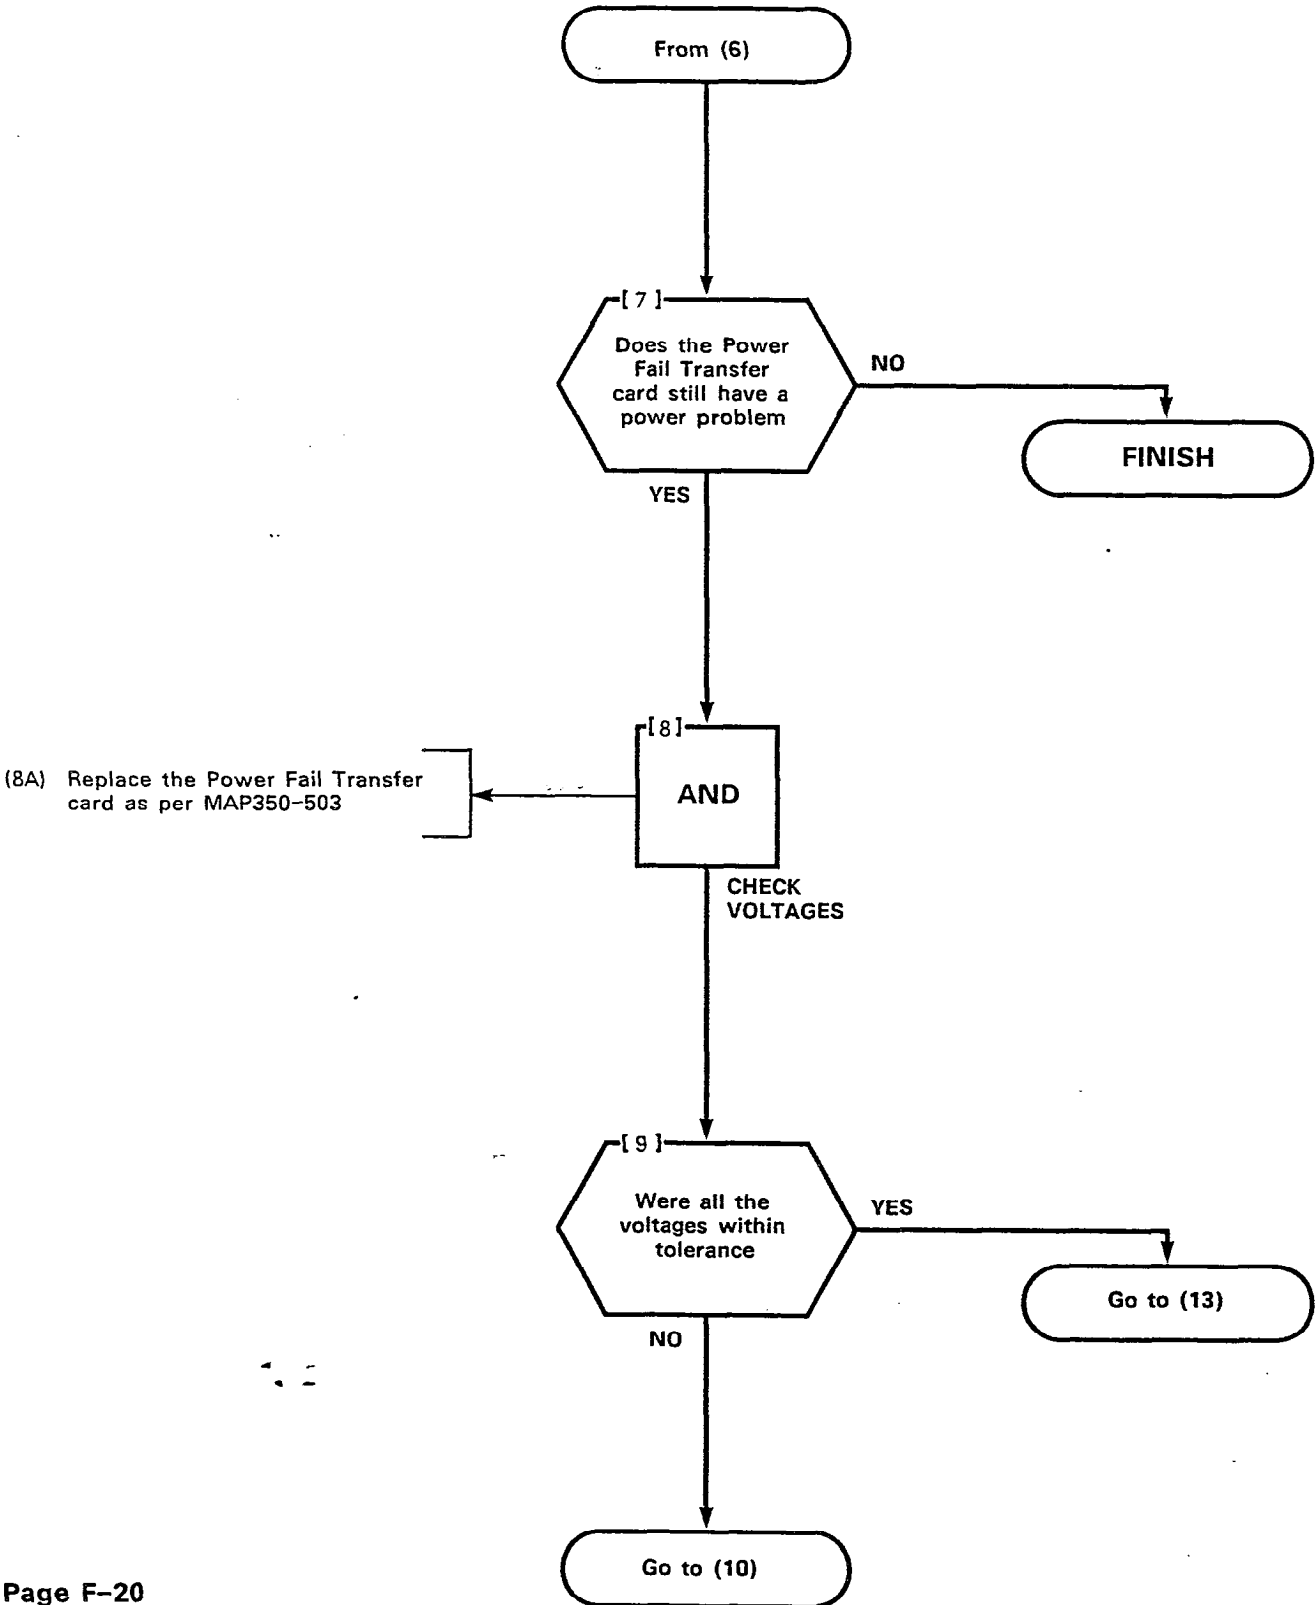 From (6)
[ 7 ]
Does the Power
Fail Transfer
card still have a
power problem
NO
FINISH
YES
[8]
AND
(8A) Replace the Power Fail Transfer
card as per MAP350-503
CHECK
VOLTAGES
[ 9 ]
Were all the
voltages within
tolerance
YES
Go to (13)
NO
Go to (10)
Page F-20